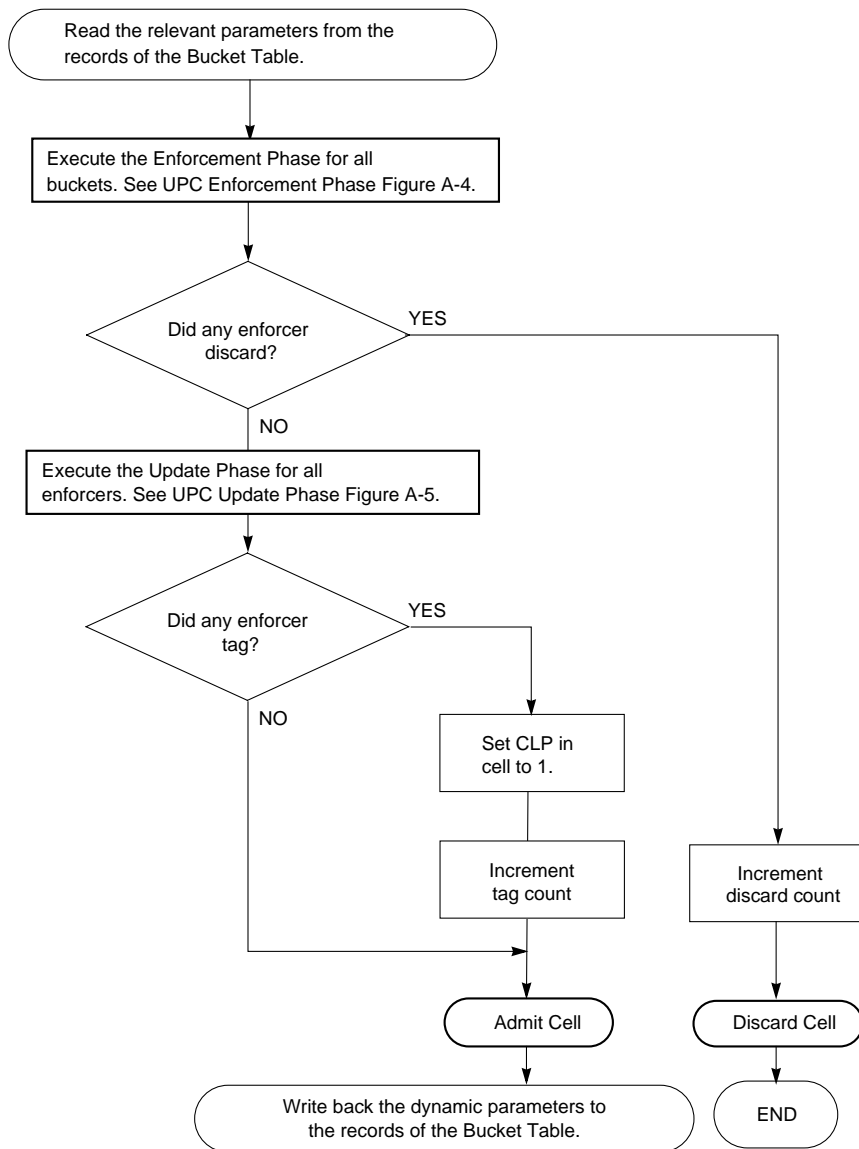 Read the relevant parameters from the
records of the Bucket Table.
Execute the Enforcement Phase for all
buckets. See UPC Enforcement Phase Figure A-4.
Did any enforcer
discard?
YES
NO
Execute the Update Phase for all
enforcers. See UPC Update Phase Figure A-5.
Did any enforcer
tag?
YES
NO
Set CLP in
cell to 1.
Increment
tag count
Increment
discard count
Admit Cell
Discard Cell
Write back the dynamic parameters to
the records of the Bucket Table.
END